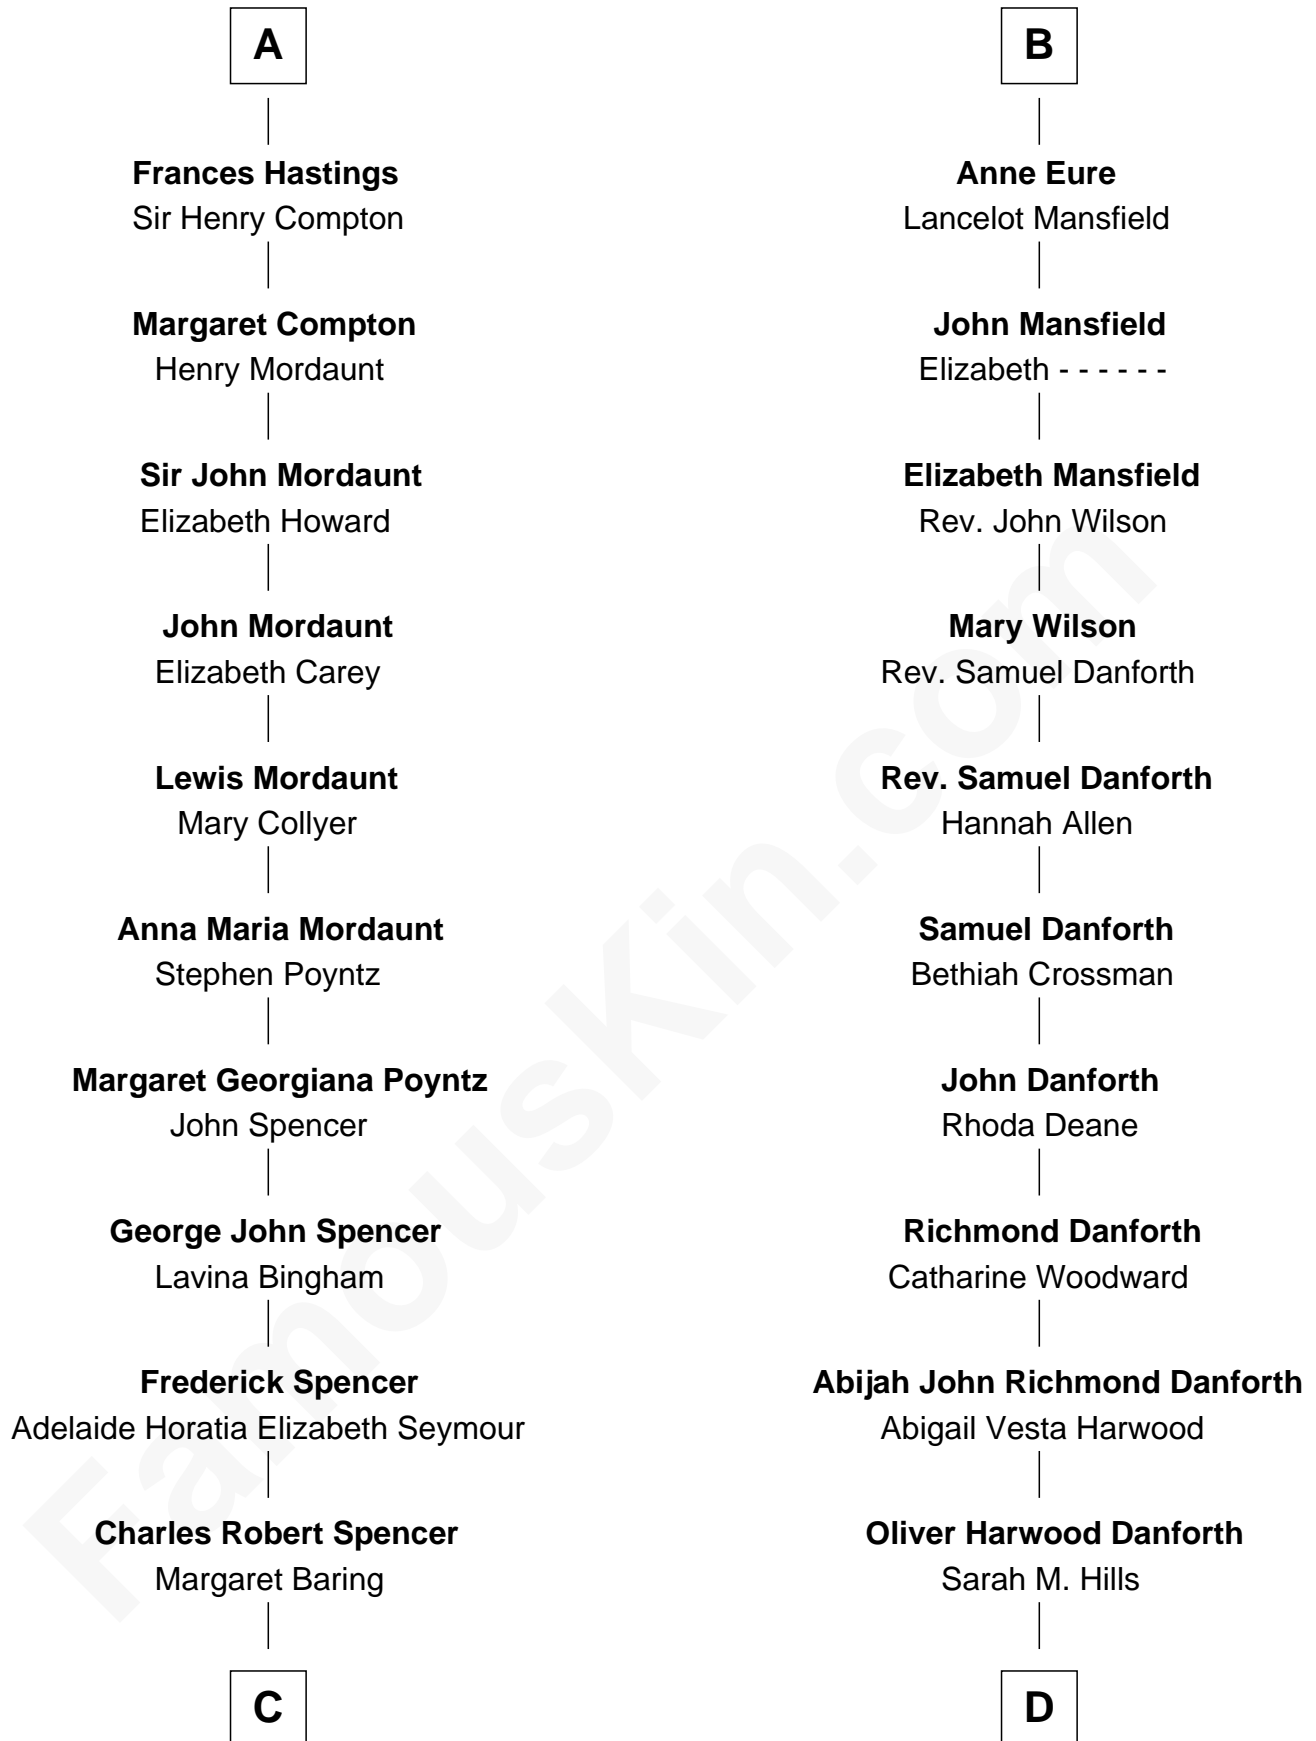 A
Frances Hastings
Sir Henry Compton
Margaret Compton
Henry Mordaunt
Sir John Mordaunt
Elizabeth Howard
John Mordaunt
Elizabeth Carey
Lewis Mordaunt
Mary Collyer
Anna Maria Mordaunt
Stephen Poyntz
Margaret Georgiana Poyntz
John Spencer
George John Spencer
Lavina Bingham
Frederick Spencer
Adelaide Horatia Elizabeth Seymour
Charles Robert Spencer
Margaret Baring
C
B
Anne Eure
Lancelot Mansfield
John Mansfield
Elizabeth - - - - - -
Elizabeth Mansfield
Rev. John Wilson
Mary Wilson
Rev. Samuel Danforth
Rev. Samuel Danforth
Hannah Allen
Samuel Danforth
Bethiah Crossman
John Danforth
Rhoda Deane
Richmond Danforth
Catharine Woodward
Abijah John Richmond Danforth
Abigail Vesta Harwood
Oliver Harwood Danforth
Sarah M. Hills
D
FamousKin.com